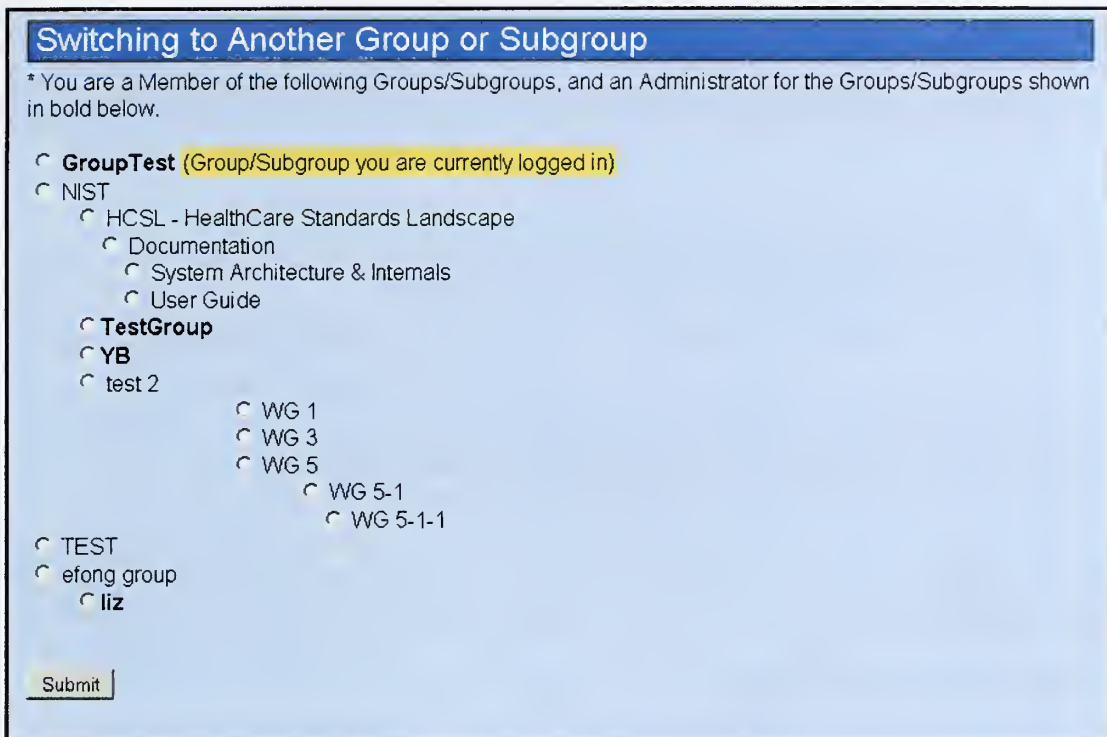 Switching to Another Group or Subgroup
* You are a Member of the following Groups/Subgroups, and an Administrator for the Groups/Subgroups shown
in bold below.
GroupTest (Group/Subgroup you are currently logged in)
NIST
HCSL - HealthCare Standards Landscape
Documentation
System Architecture & Internals
User Guide
TestGroup
YB
test 2
WG 1
WG 3
WG 5
WG 5-1
WG 5-1-1
TEST
efong group
liz
Submit